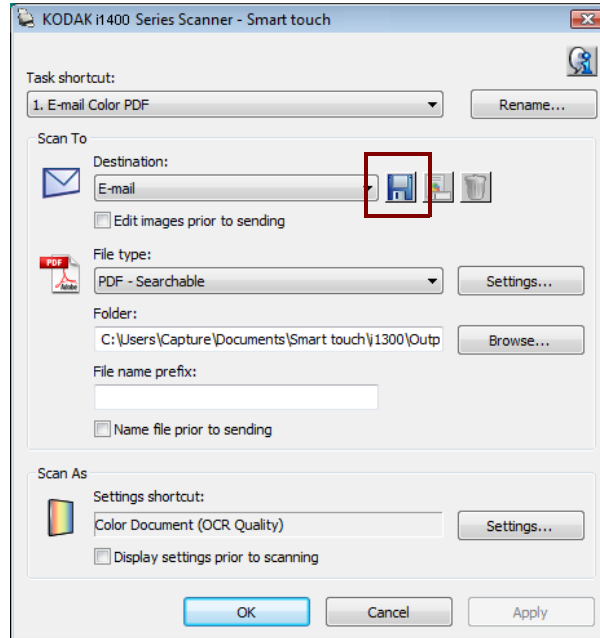 KODAK i1400 Series Scanner - Smart touch
Task shortcut:
1. E-mail Color PDF
Rename...
Scan To
Destination:
E-mail
Edit images prior to sending
PDF
Adobe
File type:
PDF - Searchable
Settings...
Folder:
C:\Users\Capture\Documents\Smart touch\i1300\Outp
Browse...
File name prefix:
Name file prior to sending
Scan As
Settings shortcut:
Color Document (OCR Quality)
Settings...
Display settings prior to scanning
OK
Cancel
Apply